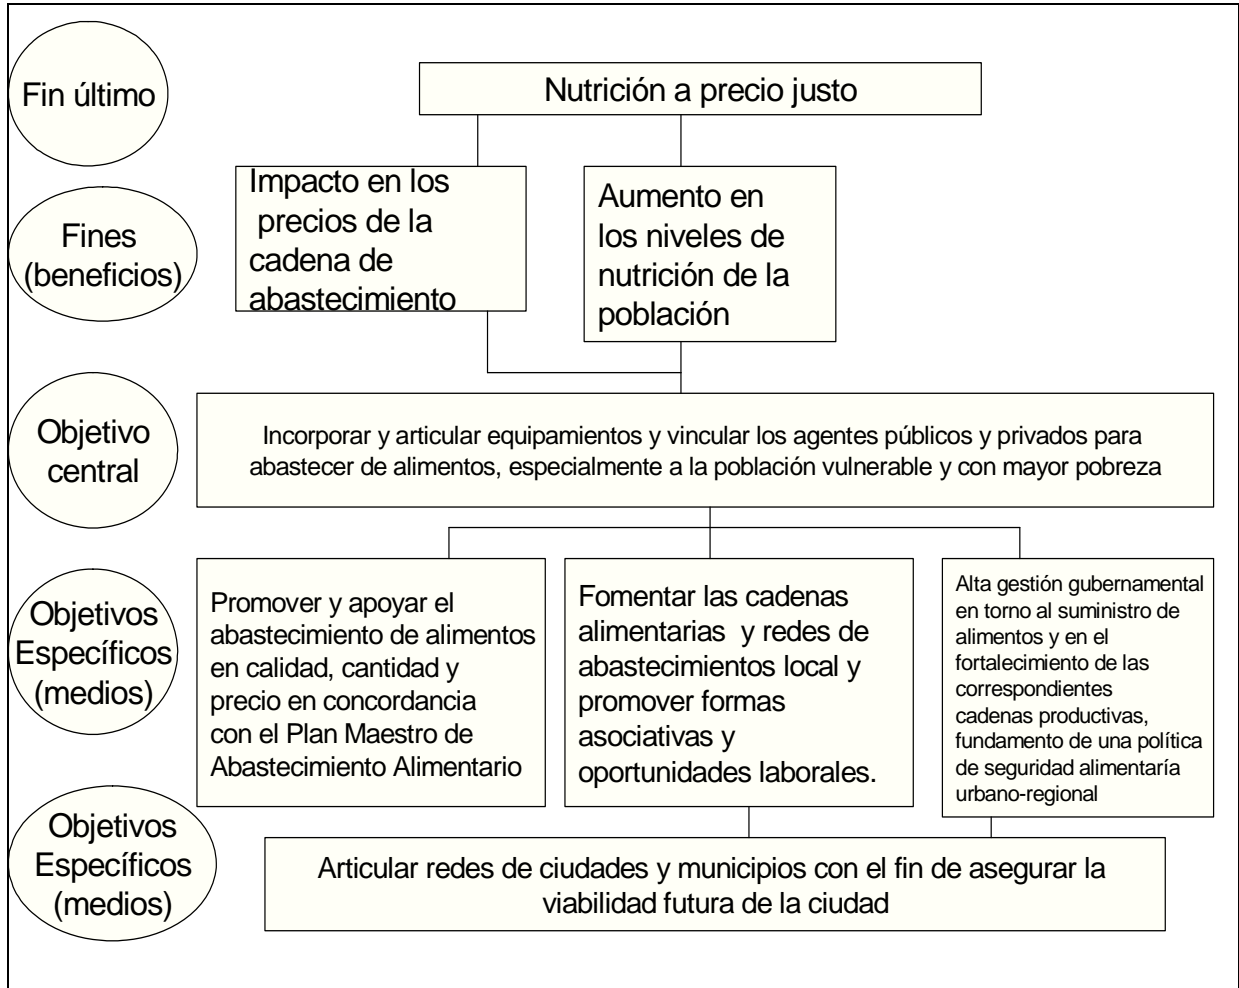 Fin último
Nutrición a precio justo
Fines
(beneficios)
Impacto en los
precios de la
cadena de
abastecimiento
Aumento en
los niveles de
nutrición de la
población
Objetivo
central
Incorporar y articular equipamientos y vincular los agentes públicos y privados para
abastecer de alimentos, especialmente a la población vulnerable y con mayor pobreza
Objetivos
Específicos
(medios)
Promover y apoyar el
abastecimiento de alimentos
en calidad, cantidad y
precio en concordancia
con el Plan Maestro de
Abastecimiento Alimentario
Fomentar las cadenas
alimentarias y redes de
abastecimientos local y
promover formas
asociativas y
oportunidades laborales.
Alta gestión gubernamental
en torno al suministro de
alimentos y en el
fortalecimiento de las
correspondientes
cadenas productivas,
fundamento de una política
de seguridad alimentaría
urbano-regional
Objetivos
Específicos
(medios)
Articular redes de ciudades y municipios con el fin de asegurar la
viabilidad futura de la ciudad